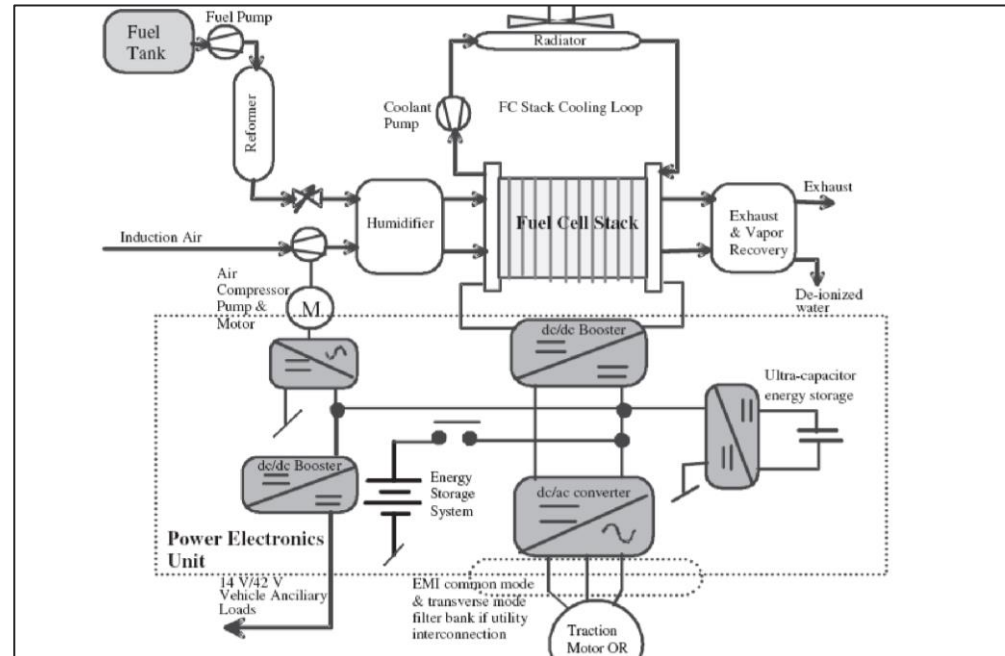 Fuel Pump
Fuel
Tank
Radiator
Reformer
Coolant
Pump
FC Stack Cooling Loop
Exhaust
Humidifier
Fuel Cell Stack
Exhaust
& Vapor
Recovery
Induction Air
Air
Compressor
Pump &
Motor
M
De-ionized
water
dc/dc Booster
Ultra-capacitor
energy storage
dc/dc Booster
Energy
Storage
System
dc/ac converter
Power Electronics
Unit
14 V/42 V
Vehicle Anciliary
Loads
EMI common mode
& transverse mode
filter bank if utility
interconnection
Traction
Motor OR